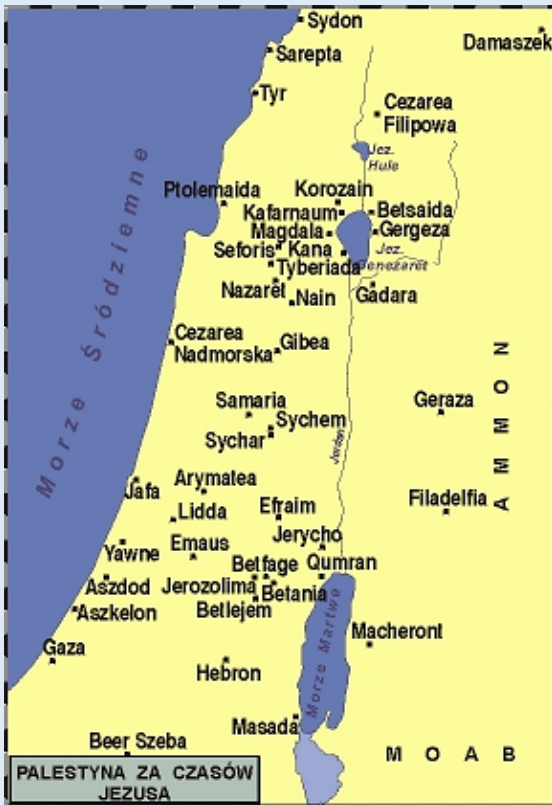 Sydon
Damaszek
Sarepta
Tyr
Cezarea
Filipowa
Jez.
Hule
Morze Śródziemne
Ptolemaida
Korozain
Kafarnaum
Betsaida
Magdala
Gergeza
Seforis
Kana
Jez.
Genezaret
Tyberiada
Nazaret
Nain
Gadara
Cezarea
Nadmorska
Gibea
AMMON
Samaria
Geraza
Sychem
Sychar
Jordan
Jafa
Arymatea
Lidda
Efraim
Filadelfia
Jerycho
Yawne
Emaus
Betfage
Qumran
Aszdod
Jerozolima
Betania
Aszkelon
Betlejem
Morze Martwe
Macheront
Gaza
Hebron
Masada
Beer Szeba
MOAB
PALESTYNA ZA CZASÓW
JEZUSA